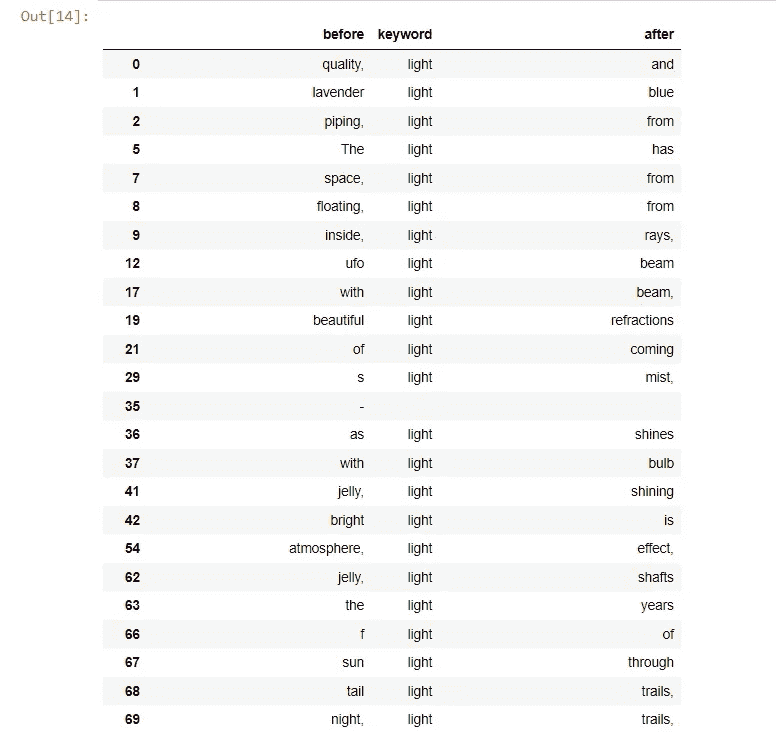 Out[14]:
before keyword after
0 quality, light and
1 lavender light blue
2 piping, light from
5 The light has
7 space, light from
8 floating, light from
9 inside, light rays,
12 ufo light beam
17 with light beam,
19 beautiful light refractions
21 of light coming
29 s light mist,
35 -
36 as light shines
37 with light bulb
41 jelly, light shining
42 bright light is
54 atmosphere, light effect,
62 jelly, light shafts
63 the light years
66 f light of
67 sun light through
68 tail light trails,
69 night, light trails,